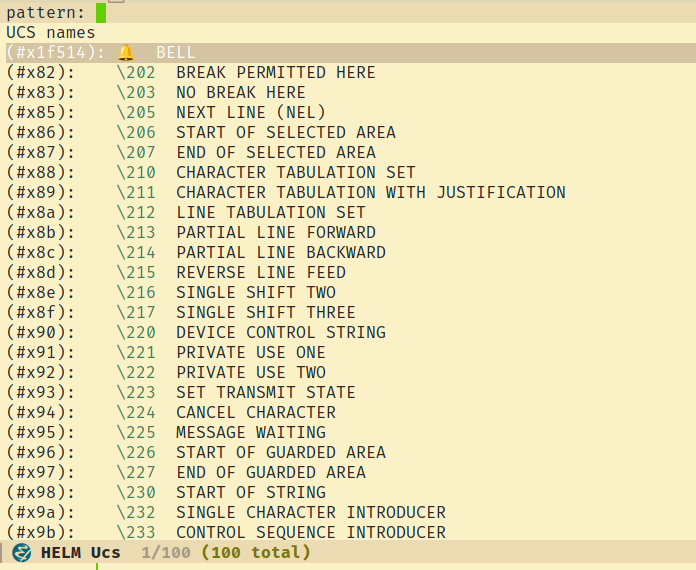 pattern:
UCS names
(#x1f514): 🔔 BELL
(#x82): \202 BREAK PERMITTED HERE
(#x83): \203 NO BREAK HERE
(#x85): \205 NEXT LINE (NEL)
(#x86): \206 START OF SELECTED AREA
(#x87): \207 END OF SELECTED AREA
(#x88): \210 CHARACTER TABULATION SET
(#x89): \211 CHARACTER TABULATION WITH JUSTIFICATION
(#x8a): \212 LINE TABULATION SET
(#x8b): \213 PARTIAL LINE FORWARD
(#x8c): \214 PARTIAL LINE BACKWARD
(#x8d): \215 REVERSE LINE FEED
(#x8e): \216 SINGLE SHIFT TWO
(#x8f): \217 SINGLE SHIFT THREE
(#x90): \220 DEVICE CONTROL STRING
(#x91): \221 PRIVATE USE ONE
(#x92): \222 PRIVATE USE TWO
(#x93): \223 SET TRANSMIT STATE
(#x94): \224 CANCEL CHARACTER
(#x95): \225 MESSAGE WAITING
(#x96): \226 START OF GUARDED AREA
(#x97): \227 END OF GUARDED AREA
(#x98): \230 START OF STRING
(#x9a): \232 SINGLE CHARACTER INTRODUCER
(#x9b): \233 CONTROL SEQUENCE INTRODUCER
HELM Ucs 1/100 (100 total)